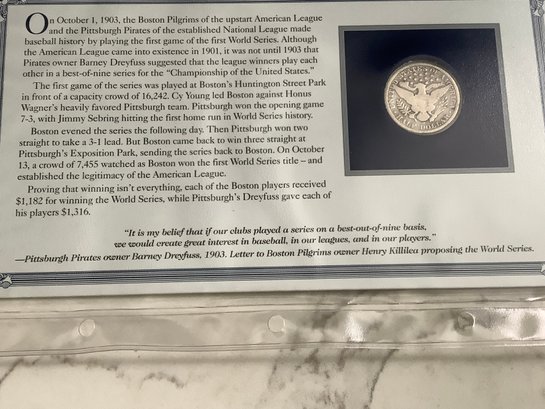 On October 1, 1903, the Boston Pilgrims of the upstart American League
and the Pittsburgh Pirates of the established National League made
baseball history by playing the first game of the first World Series. Although
the American League came into existence in 1901, it was not until 1903 that
Pirates owner Barney Dreyfuss suggested that the league winners play each
other in a best-of-nine series for the “Championship of the United States.”
The first game of the series was played at Boston's Huntington Street Park
in front of a capacity crowd of 16,242. Cy Young led Boston against Honus
Wagner's heavily favored Pittsburgh team. Pittsburgh won the opening game
7-3, with Jimmy Sebring hitting the first home run in World Series history.
Boston evened the series the following day. Then Pittsburgh won two
straight to take a 3-1 lead. But Boston came back to win three straight at
Pittsburgh's Exposition Park, sending the series back to Boston. On October
13, a crowd of 7,455 watched as Boston won the first World Series title – and
established the legitimacy of the American League.
Proving that winning isn't everything, each of the Boston players received
$1,182 for winning the World Series, while Pittsburgh's Dreyfuss gave each of
his players $1,316.
“It is my belief that if our clubs played a series on a best-out-of-nine basis,
we would create great interest in baseball, in our leagues, and in our players.”
—Pittsburgh Pirates owner Barney Dreyfuss, 1903. Letter to Boston Pilgrims owner Henry Killilea proposing the World Series.